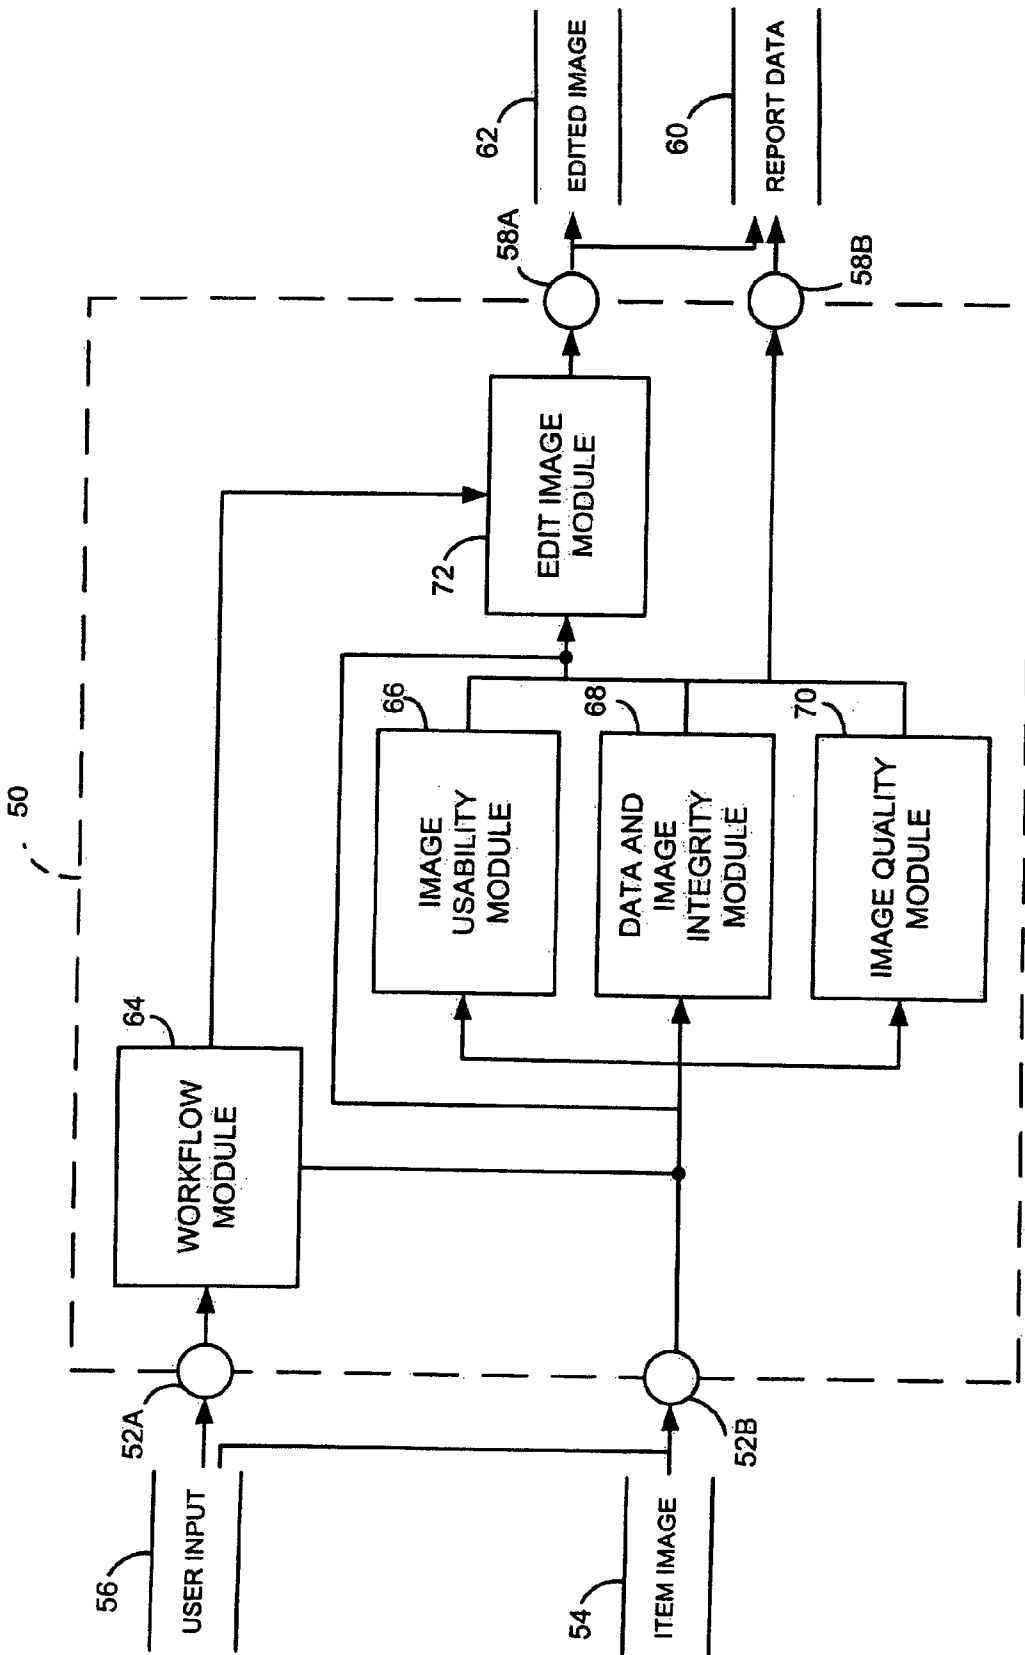 50
56
USER INPUT
52A
64
WORKFLOW
MODULE
72
EDIT IMAGE
MODULE
58A
62
EDITED IMAGE
66
IMAGE
USABILITY
MODULE
68
DATA AND
IMAGE
INTEGRITY
MODULE
70
IMAGE QUALITY
MODULE
54
ITEM IMAGE
52B
58B
60
REPORT DATA